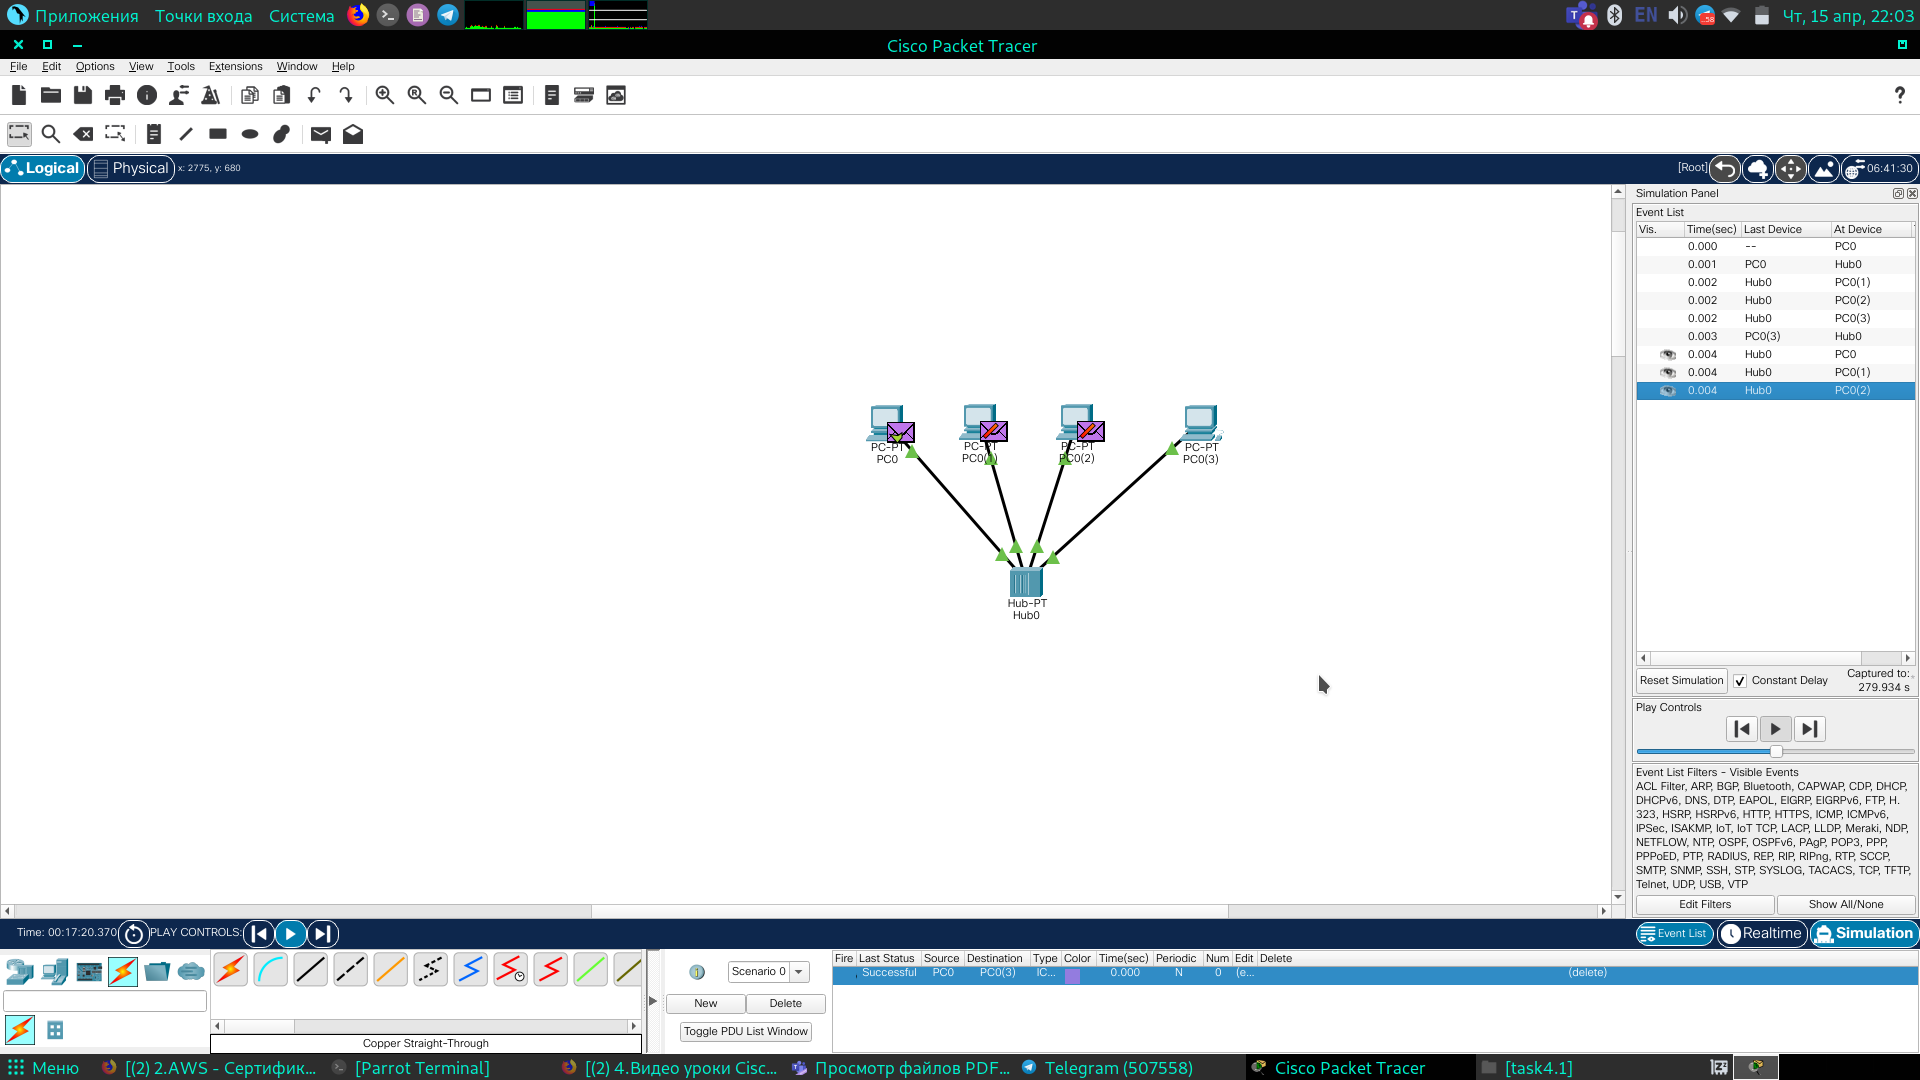 Приложения Точки входа Система EN .58 Чт, 15 апр, 22:03
Cisco Packet Tracer
File Edit Options View Tools Extensions Window Help
Logical Physical x: 2775, y: 680 [Root] 06:41:30
Simulation Panel
Event List
Vis. Time(sec) Last Device At Device
0.000 -- PC0
0.001 PC0 Hub0
0.002 Hub0 PC0(1)
0.002 Hub0 PC0(2)
0.002 Hub0 PC0(3)
0.003 PC0(3) Hub0
0.004 Hub0 PC0
0.004 Hub0 PC0(1)
0.004 Hub0 PC0(2)
PC-PT PC-PT PC-PT PC-PT
PC0 PC0(1) PC0(2) PC0(3)
Hub-PT
Hub0
Reset Simulation Constant Delay Captured to:
279.934 s
Play Controls
Event List Filters - Visible Events
ACL Filter, ARP, BGP, Bluetooth, CAPWAP, CDP, DHCP,
DHCPv6, DNS, DTP, EAPOL, EIGRP, EIGRPv6, FTP, H.
323, HSRP, HSRPv6, HTTP, HTTPS, ICMP, ICMPv6,
IPSec, ISAKMP, IoT, IoT TCP, LACP, LLDP, Meraki, NDP,
NETFLOW, NTP, OSPF, OSPFv6, PAgP, POP3, PPP,
PPPoED, PTP, RADIUS, REP, RIP, RIPng, RTP, SCCP,
SMTP, SNMP, SSH, STP, SYSLOG, TACACS, TCP, TFTP,
Telnet, UDP, USB, VTP
Edit Filters Show All/None
Time: 00:17:20.370 PLAY CONTROLS: Event List Realtime Simulation
Scenario 0
New Delete
Toggle PDU List Window
Fire Last Status Source Destination Type Color Time(sec) Periodic Num Edit Delete
Successful PC0 PC0(3) IC... 0.000 N 0 (e... (delete)
Copper Straight-Through
Меню [(2) 2.AWS - Сертифик... [Parrot Terminal] [(2) 4.Видео уроки Cisc... Просмотр файлов PDF... Telegram (507558) Cisco Packet Tracer [task4.1]